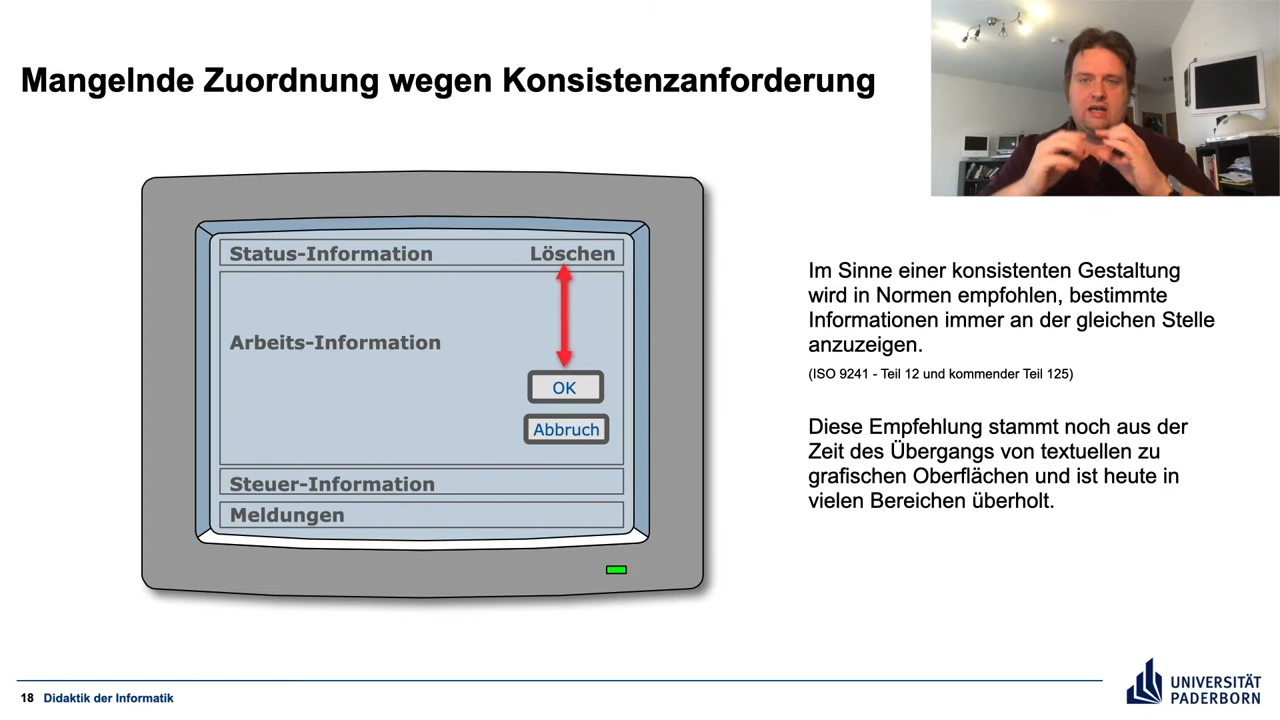 Mangelnde Zuordnung wegen Konsistenzanforderung
Status-Information Löschen
Arbeits-Information
OK
Abbruch
Steuer-Information
Meldungen
Im Sinne einer konsistenten Gestaltung
wird in Normen empfohlen, bestimmte
Informationen immer an der gleichen Stelle
anzuzeigen.
(ISO 9241 - Teil 12 und kommender Teil 125)
Diese Empfehlung stammt noch aus der
Zeit des Übergangs von textuellen zu
grafischen Oberflächen und ist heute in
vielen Bereichen überholt.
18 Didaktik der Informatik
UNIVERSITÄT
PADERBORN